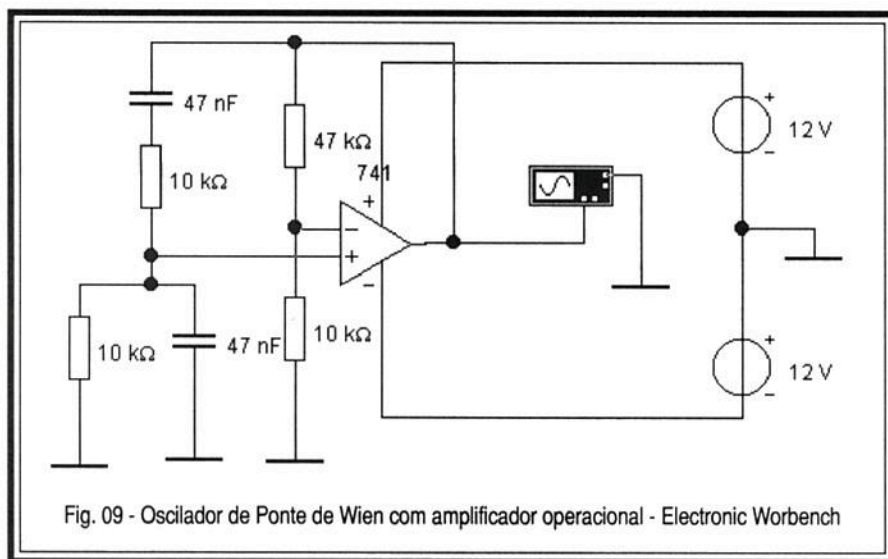 47 nF
47 kΩ
+
12 V
−
10 kΩ
741
+
−
+
−
10 kΩ
47 nF
10 kΩ
+
12 V
−
Fig. 09 - Oscilador de Ponte de Wien com amplificador operacional - Electronic Worbench